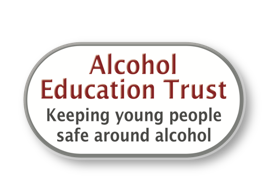 Alcohol
Education Trust
Keeping young people
safe around alcohol